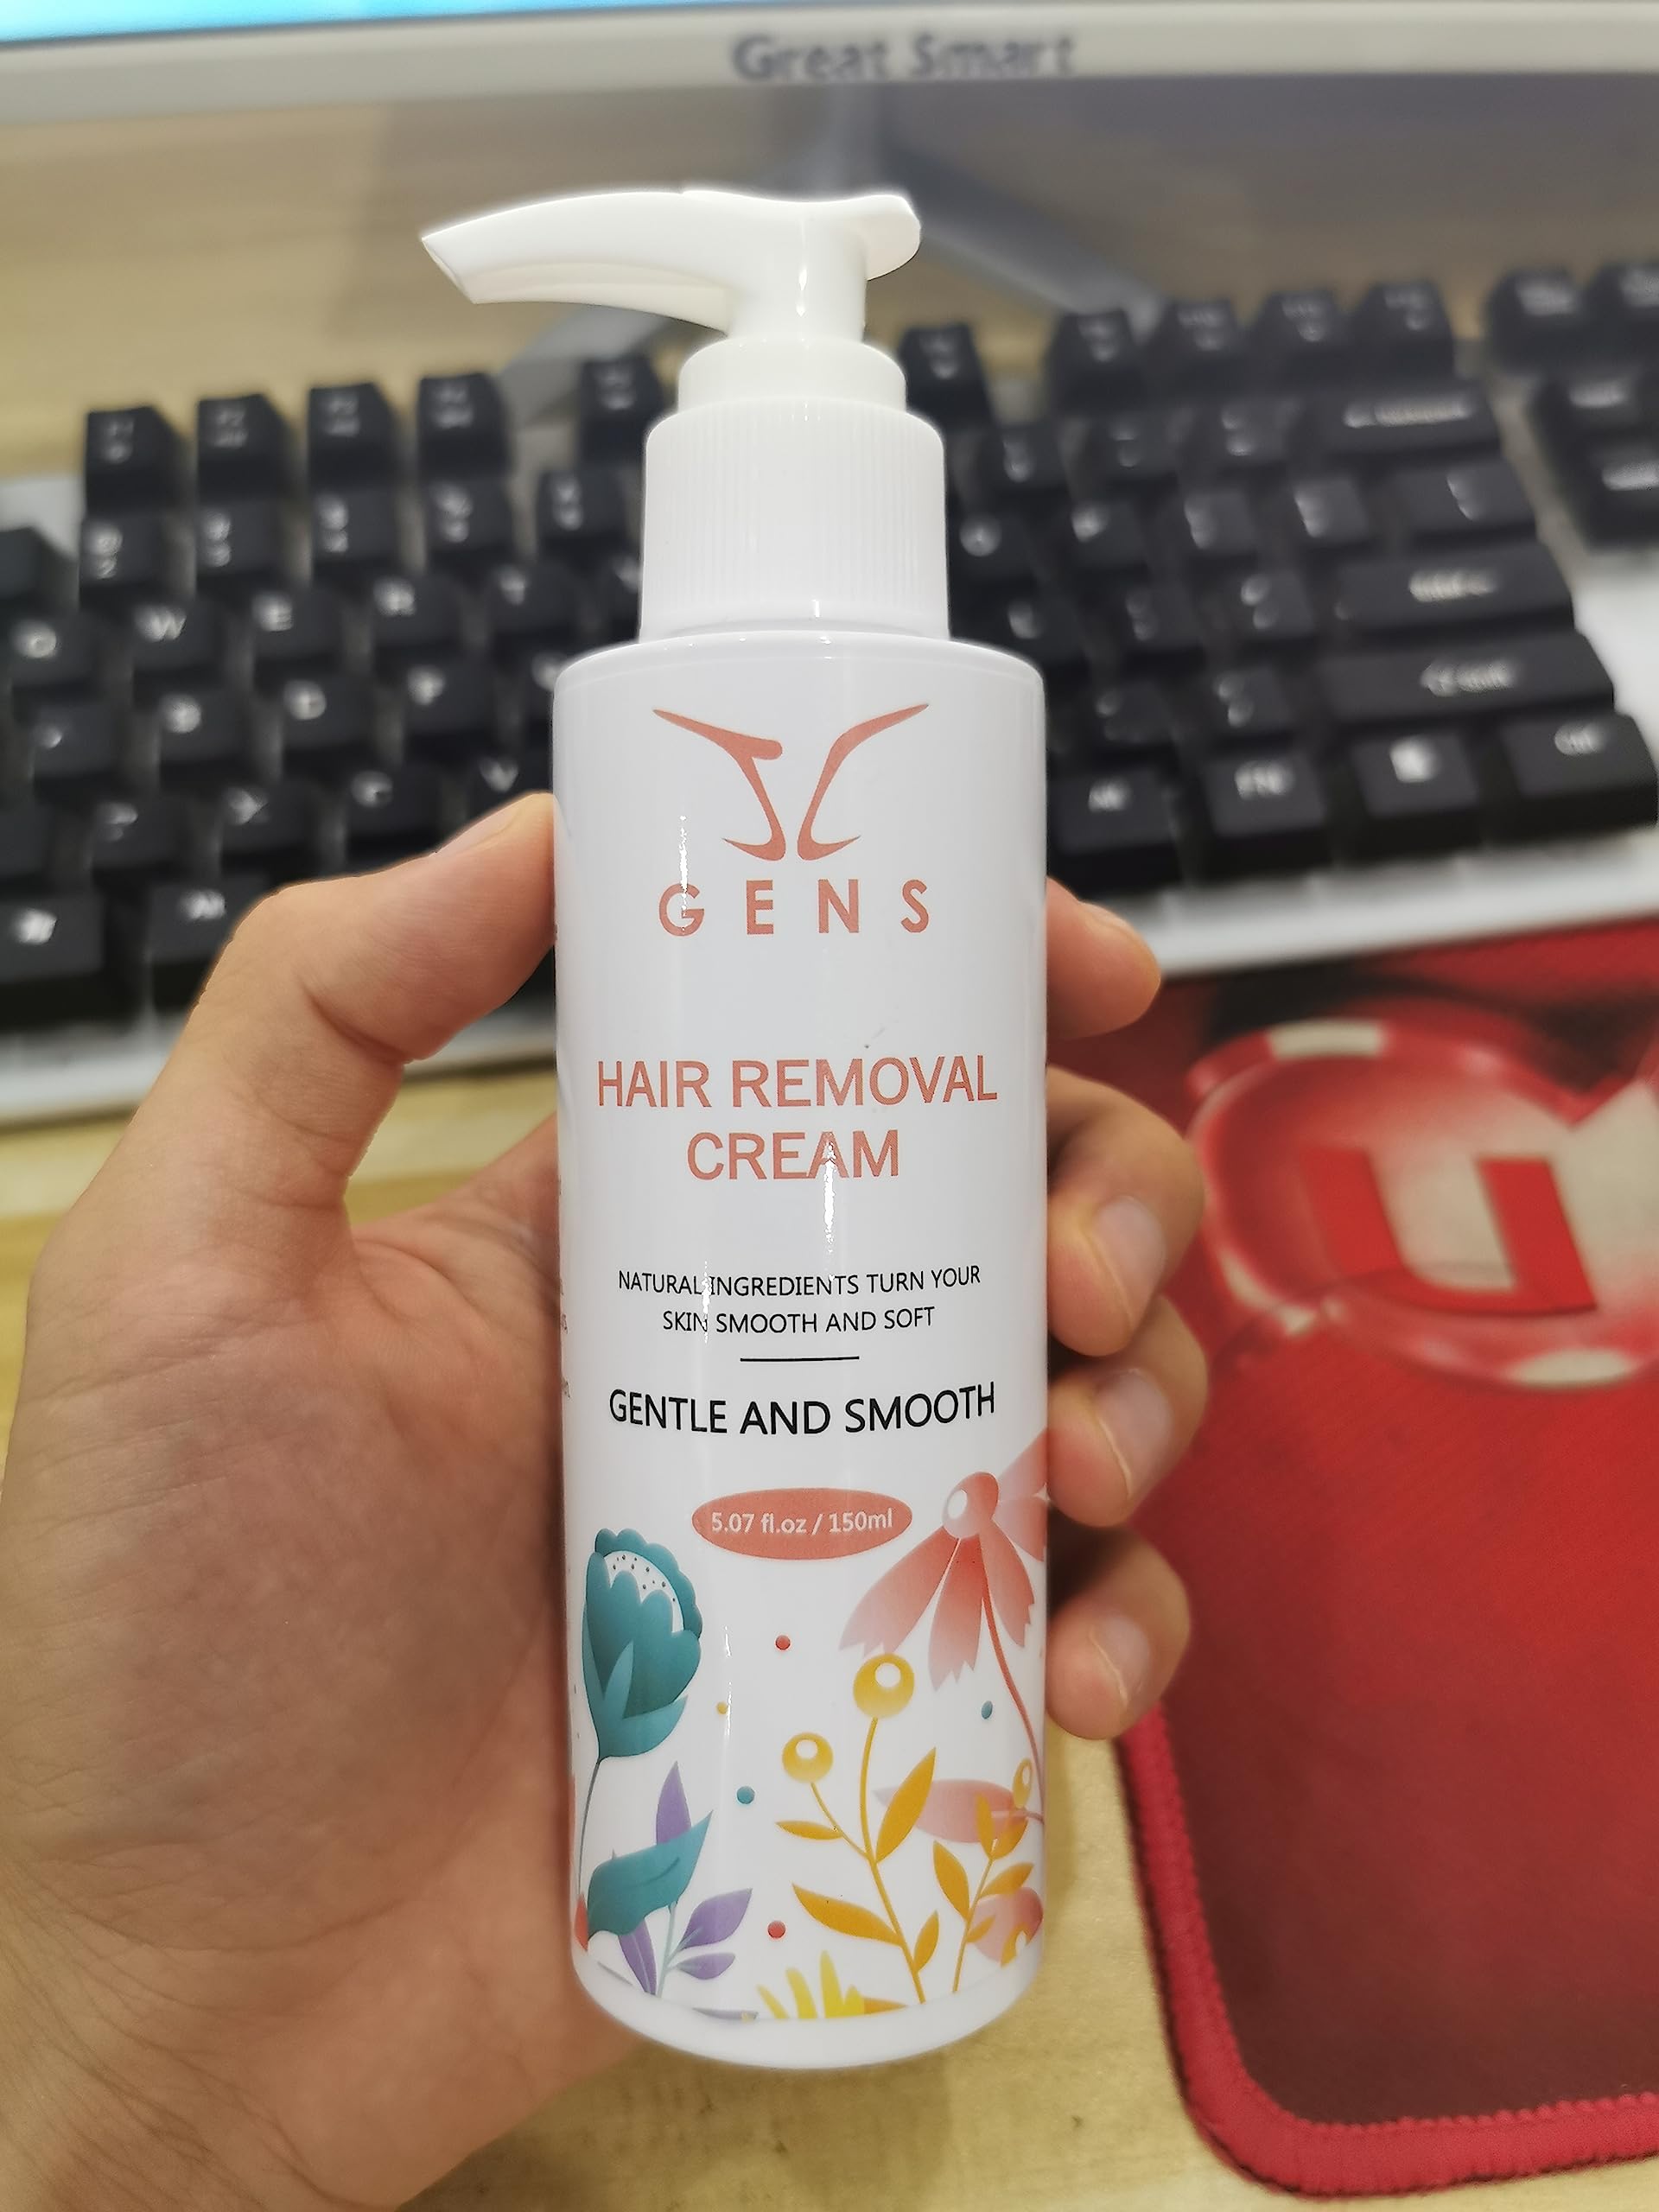 Great Smart
GENS
HAIR REMOVAL
CREAM
NATURAL INGREDIENTS TURN YOUR
SKIN SMOOTH AND SOFT
GENTLE AND SMOOTH
5.07 fl.oz / 150ml
W
E
R